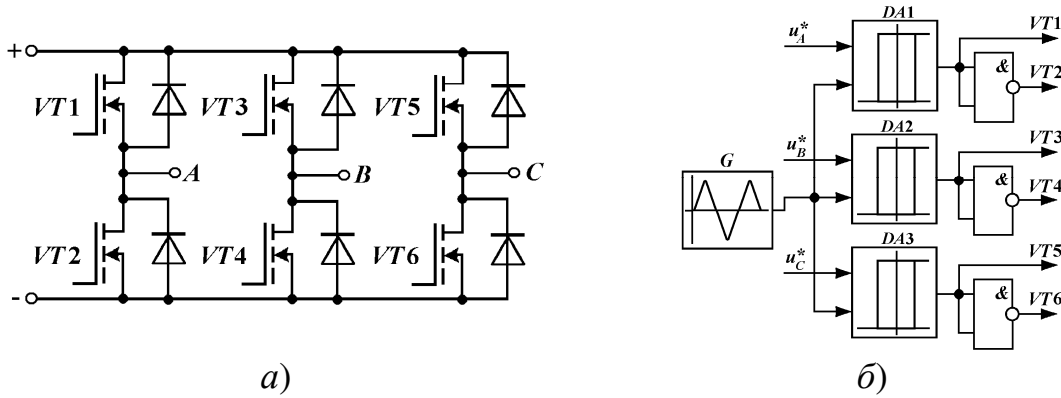 +
VT1
VT3
VT5
A
B
C
VT2
VT4
VT6
-
а)
DA1
u*A
VT1
&
VT2
DA2
u*B
VT3
&
VT4
G
DA3
u*C
VT5
&
VT6
б)